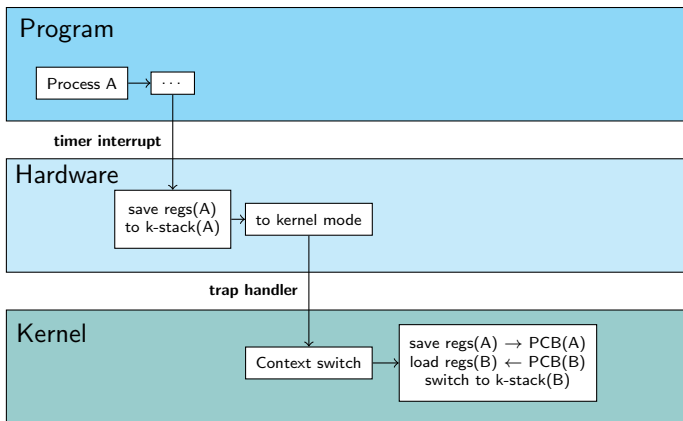 Program
Process A
···
timer interrupt
Hardware
save regs(A)
to k-stack(A)
to kernel mode
trap handler
Kernel
Context switch
save regs(A) → PCB(A)
load regs(B) ← PCB(B)
switch to k-stack(B)